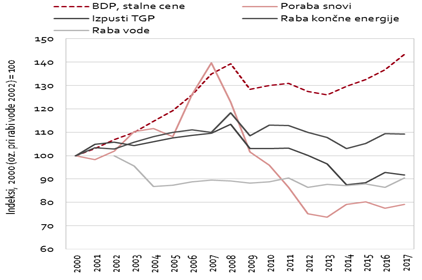 BDP, stalne cene
Poraba snovi
Izpusti TGP
Raba končne energije
Raba vode
Indeksi, 2000 (oz. pri rabi vode 2002) = 100
150
140
130
120
110
100
90
80
70
60
2000 2001 2002 2003 2004 2005 2006 2007 2008 2009 2010 2011 2012 2013 2014 2015 2016 2017